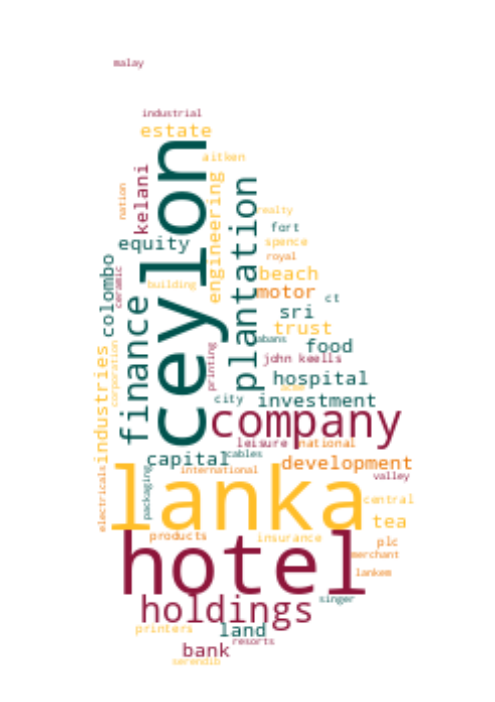 malay
industrial
estate
aitken
ceylon
kelani
nation
engineering
plantation
realty
fort
spence
royal
equity
colombo
ceramic
building
beach
motor
ct
sri
trust
finance
abans
food
printing
john keells
hospital
corporation
industries
city
investment
company
leisure
national
capital
cables
international
development
valley
electricals
packaging
lanka
central
tea
products
insurance
plc
merchant
hotel
lankem
singer
holdings
printers
land
resorts
bank
serendib